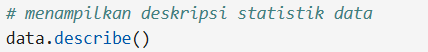 # menampilkan deskripsi statistik data
data.describe()